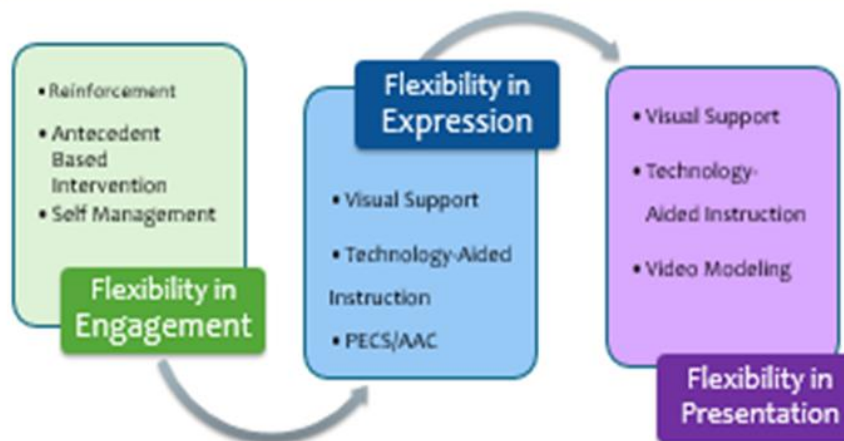 • Reinforcement
• Antecedent
Based
Intervention
• Self Management
Flexibility in
Engagement
Flexibility in
Expression
• Visual Support
• Technology-Aided
Instruction
• PECS/AAC
• Visual Support
• Technology-
Aided Instruction
• Video Modeling
Flexibility in
Presentation